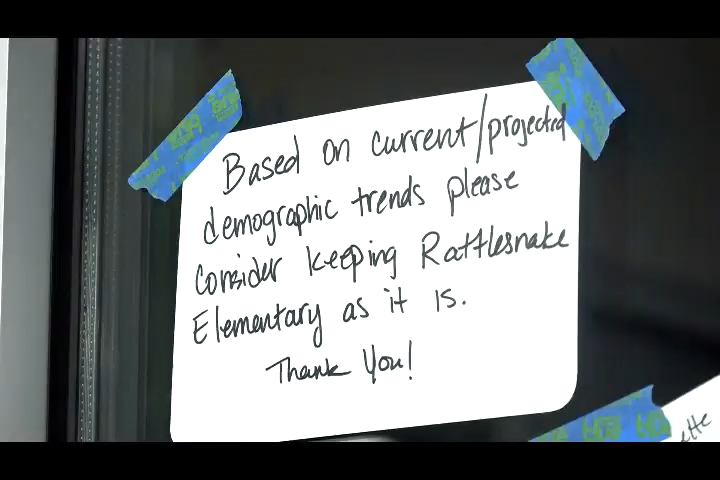 Based on current/projected
demographic trends please
consider keeping Rattlesnake
Elementary as it is.
Thank You!